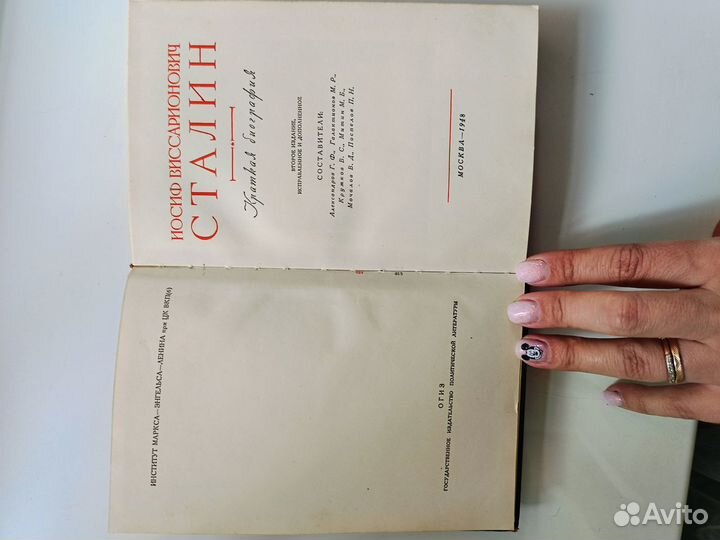 ИНСТИТУТ МАРКСА—ЭНГЕЛЬСА—ЛЕНИНА при ЦК ВКП(б)
ОГИЗ
ГОСУДАРСТВЕННОЕ ИЗДАТЕЛЬСТВО ПОЛИТИЧЕСКОЙ ЛИТЕРАТУРЫ
ИОСИФ ВИССАРИОНОВИЧ
СТАЛИН
Краткая биография
ВТОРОЕ ИЗДАНИЕ,
ИСПРАВЛЕННОЕ И ДОПОЛНЕННОЕ
СОСТАВИТЕЛИ:
Александров Г. Ф., Галактионов М. Р.,
Кружков В. С., Митин М. Б.,
Мочалов В. Д., Поспелов П. Н.
МОСКВА—1948
Avito